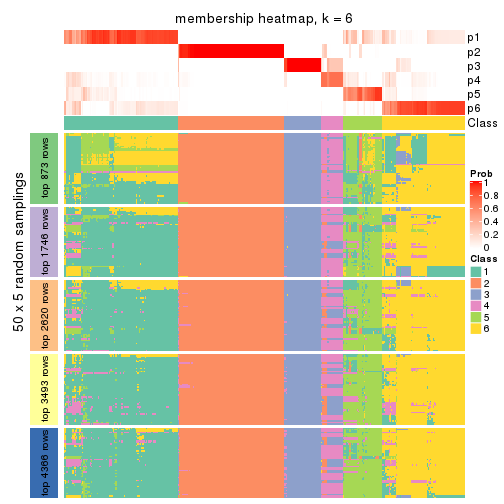 membership heatmap, k = 6
p1
p2
p3
p4
p5
p6
Class
50 x 5 random samplings
top 873 rows
top 1746 rows
top 2620 rows
top 3493 rows
top 4366 rows
Prob
1
0.8
0.6
0.4
0.2
0
Class
1
2
3
4
5
6